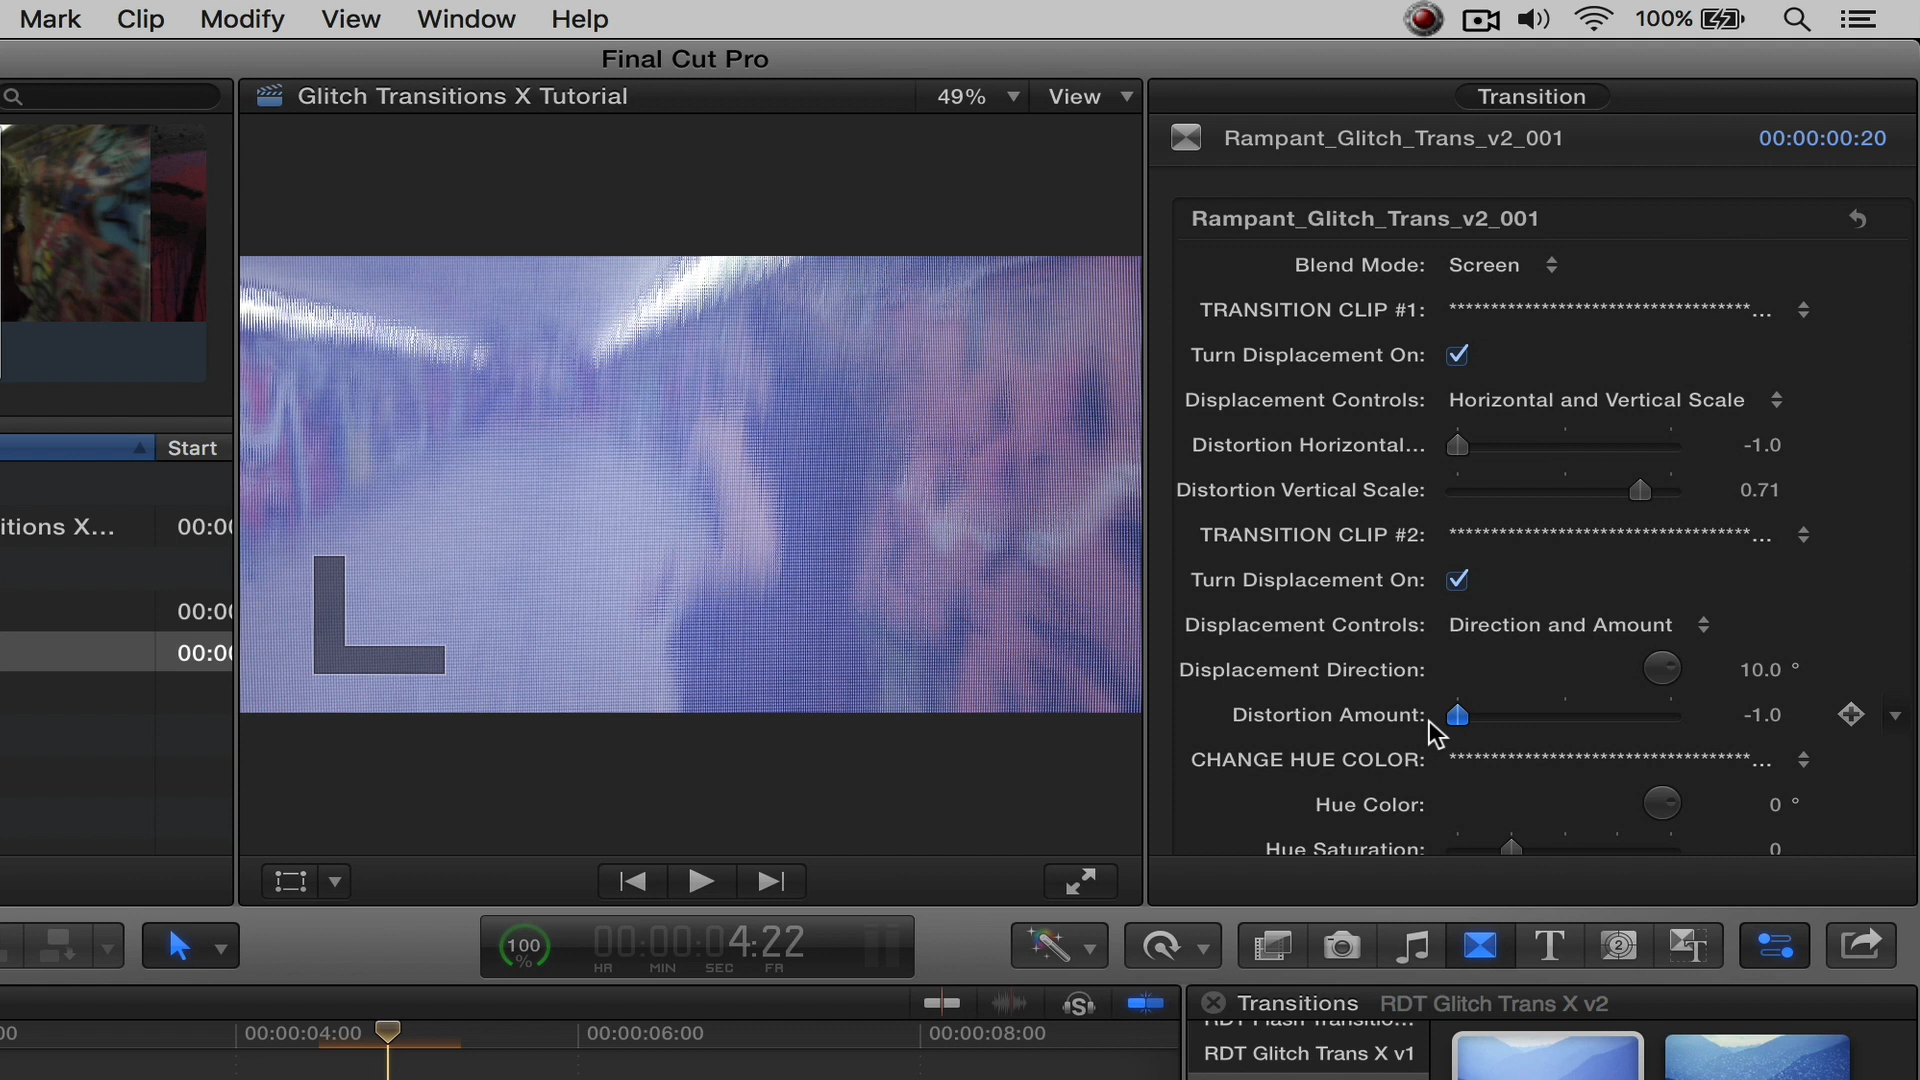 Mark Clip Modify View Window Help 100%
Final Cut Pro
Glitch Transitions X Tutorial 49% View
Transition
Rampant_Glitch_Trans_v2_001 00:00:00:20
Rampant_Glitch_Trans_v2_001
Blend Mode: Screen
TRANSITION CLIP #1: ************************************...
Turn Displacement On:
Displacement Controls: Horizontal and Vertical Scale
Distortion Horizontal... -1.0
Distortion Vertical Scale: 0.71
TRANSITION CLIP #2: ************************************...
Turn Displacement On:
Displacement Controls: Direction and Amount
Displacement Direction: 10.0 °
Distortion Amount: -1.0
CHANGE HUE COLOR: ************************************...
Hue Color: 0 °
Hue Saturation: 0
Start
itions X... 00:00
00:00
00:00
100 % 00:00:04:22
HR MIN SEC FR
00:00:04:00 00:00:06:00 00:00:08:00
Transitions RDT Glitch Trans X v2
RDT Flash Transitio...
RDT Glitch Trans X v1